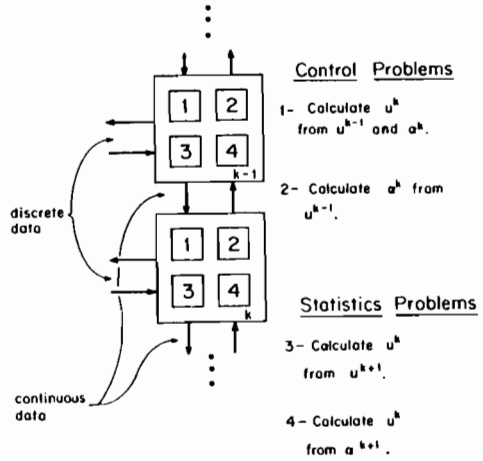 Control Problems
1- Calculate u^k
from u^k-1 and a^k.
2- Calculate a^k from
u^k-1.
Statistics Problems
3- Calculate u^k
from u^k+1.
4- Calculate u^k
from a^k+1.
1 2
3 4
k-1
discrete
data
1 2
3 4
k
continuous
data